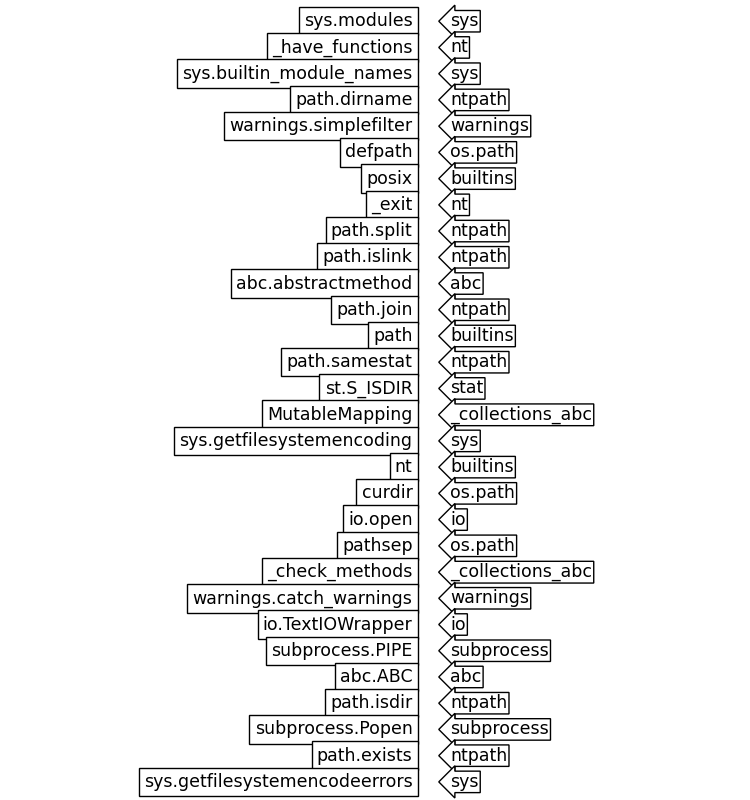 sys.modules sys
_have_functions nt
sys.builtin_module_names sys
path.dirname ntpath
warnings.simplefilter warnings
defpath os.path
posix builtins
_exit nt
path.split ntpath
path.islink ntpath
abc.abstractmethod abc
path.join ntpath
path builtins
path.samestat ntpath
st.S_ISDIR stat
MutableMapping _collections_abc
sys.getfilesystemencoding sys
nt builtins
curdir os.path
io.open io
pathsep os.path
_check_methods _collections_abc
warnings.catch_warnings warnings
io.TextIOWrapper io
subprocess.PIPE subprocess
abc.ABC abc
path.isdir ntpath
subprocess.Popen subprocess
path.exists ntpath
sys.getfilesystemencodeerrors sys